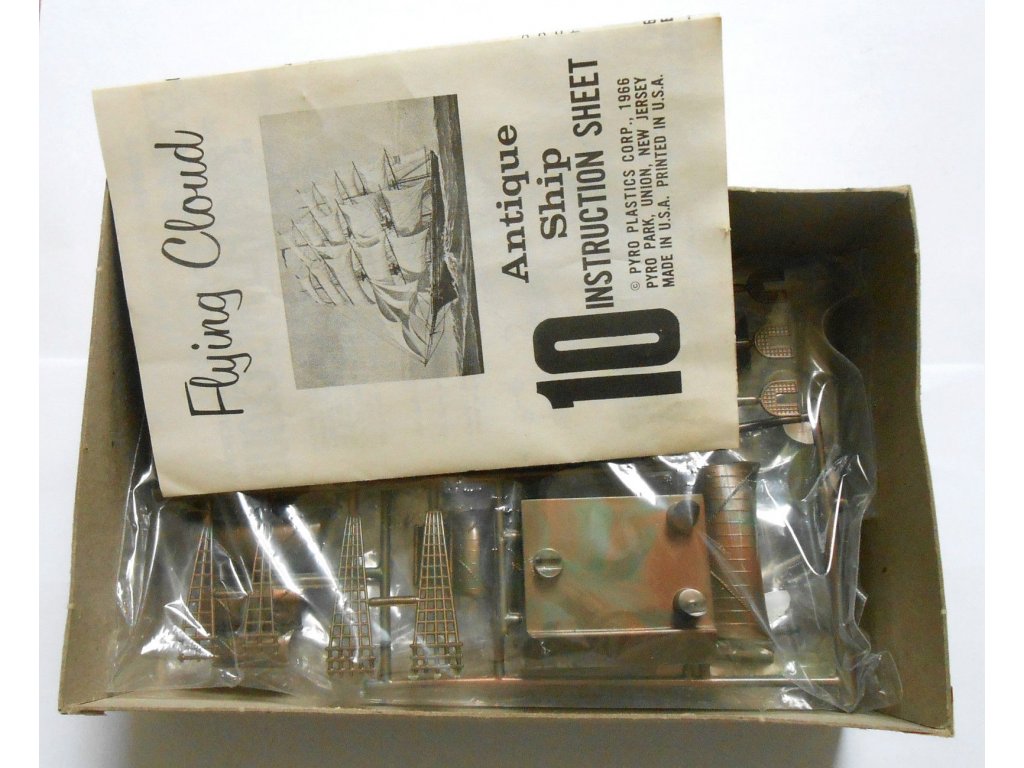 Flying Cloud
Antique
Ship
10 INSTRUCTION SHEET
© PYRO PLASTICS CORP., 1966
PYRO PARK, UNION, NEW JERSEY
MADE IN U.S.A. PRINTED IN U.S.A.